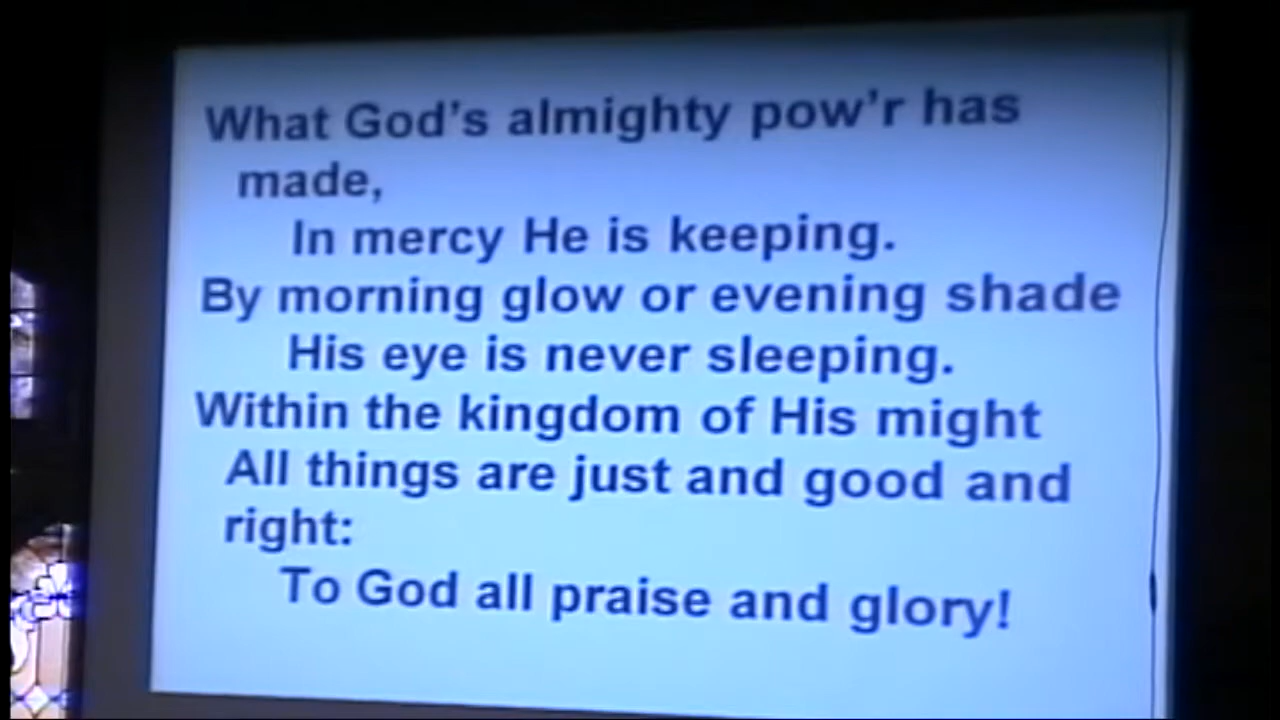 What God's almighty pow'r has
made,
In mercy He is keeping.
By morning glow or evening shade
His eye is never sleeping.
Within the kingdom of His might
All things are just and good and
right:
To God all praise and glory!